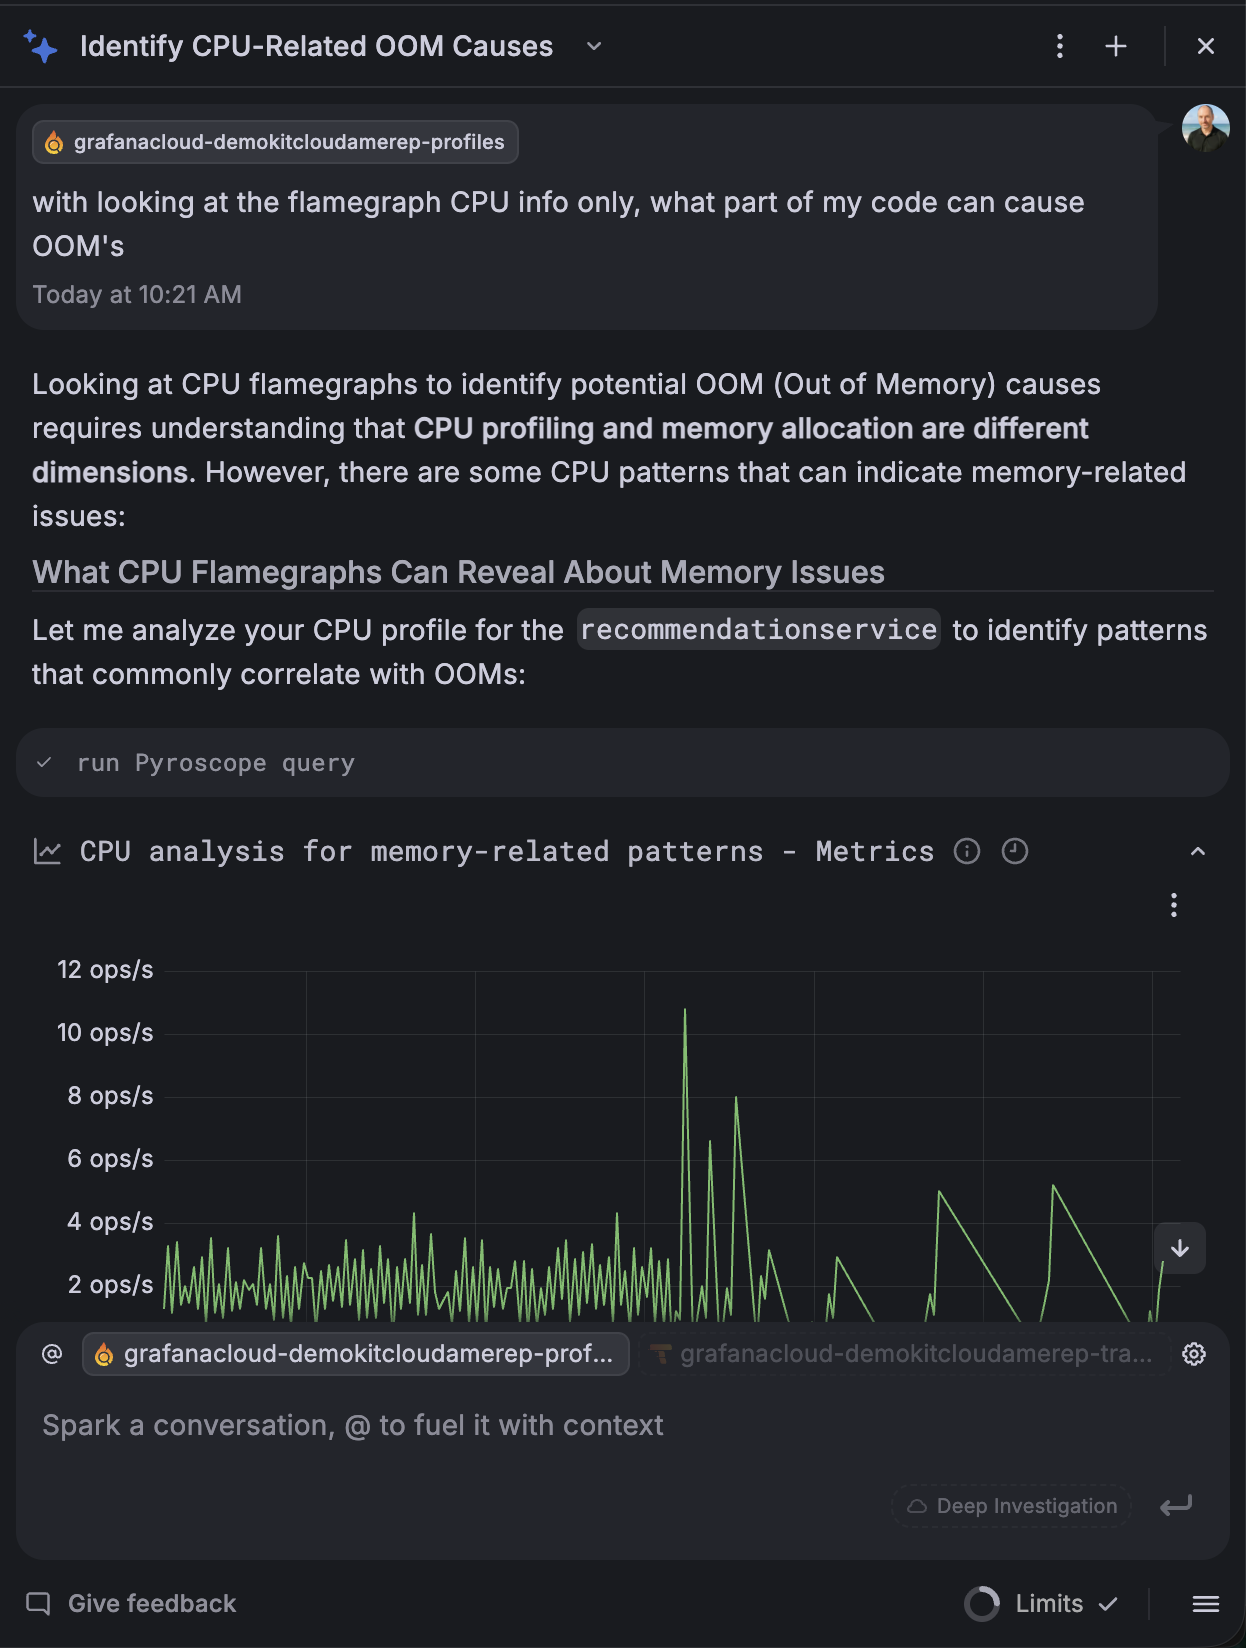 Identify CPU-Related OOM Causes
grafanacloud-demokitcloudamerep-profiles
with looking at the flamegraph CPU info only, what part of my code can cause
OOM's
Today at 10:21 AM
Looking at CPU flamegraphs to identify potential OOM (Out of Memory) causes
requires understanding that CPU profiling and memory allocation are different
dimensions. However, there are some CPU patterns that can indicate memory-related
issues:
What CPU Flamegraphs Can Reveal About Memory Issues
Let me analyze your CPU profile for the recommendationservice to identify patterns
that commonly correlate with OOMs:
run Pyroscope query
CPU analysis for memory-related patterns - Metrics
12 ops/s
10 ops/s
8 ops/s
6 ops/s
4 ops/s
2 ops/s
@ grafanacloud-demokitcloudamerep-prof... grafanacloud-demokitcloudamerep-tra...
Spark a conversation, @ to fuel it with context
Deep Investigation
Give feedback
Limits